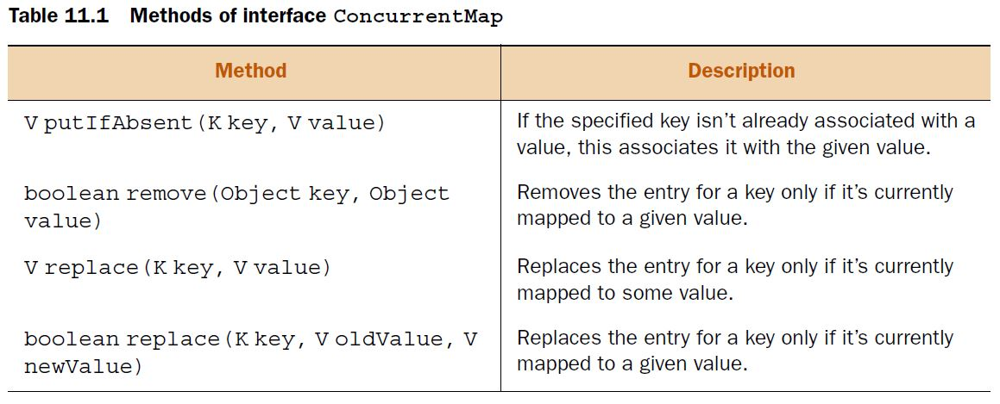 Table 11.1 Methods of interface ConcurrentMap
Method Description
V putIfAbsent(K key, V value)
If the specified key isn't already associated with a
value, this associates it with the given value.
boolean remove(Object key, Object
value)
Removes the entry for a key only if it's currently
mapped to a given value.
V replace(K key, V value)
Replaces the entry for a key only if it's currently
mapped to some value.
boolean replace(K key, V oldValue, V
newValue)
Replaces the entry for a key only if it's currently
mapped to a given value.